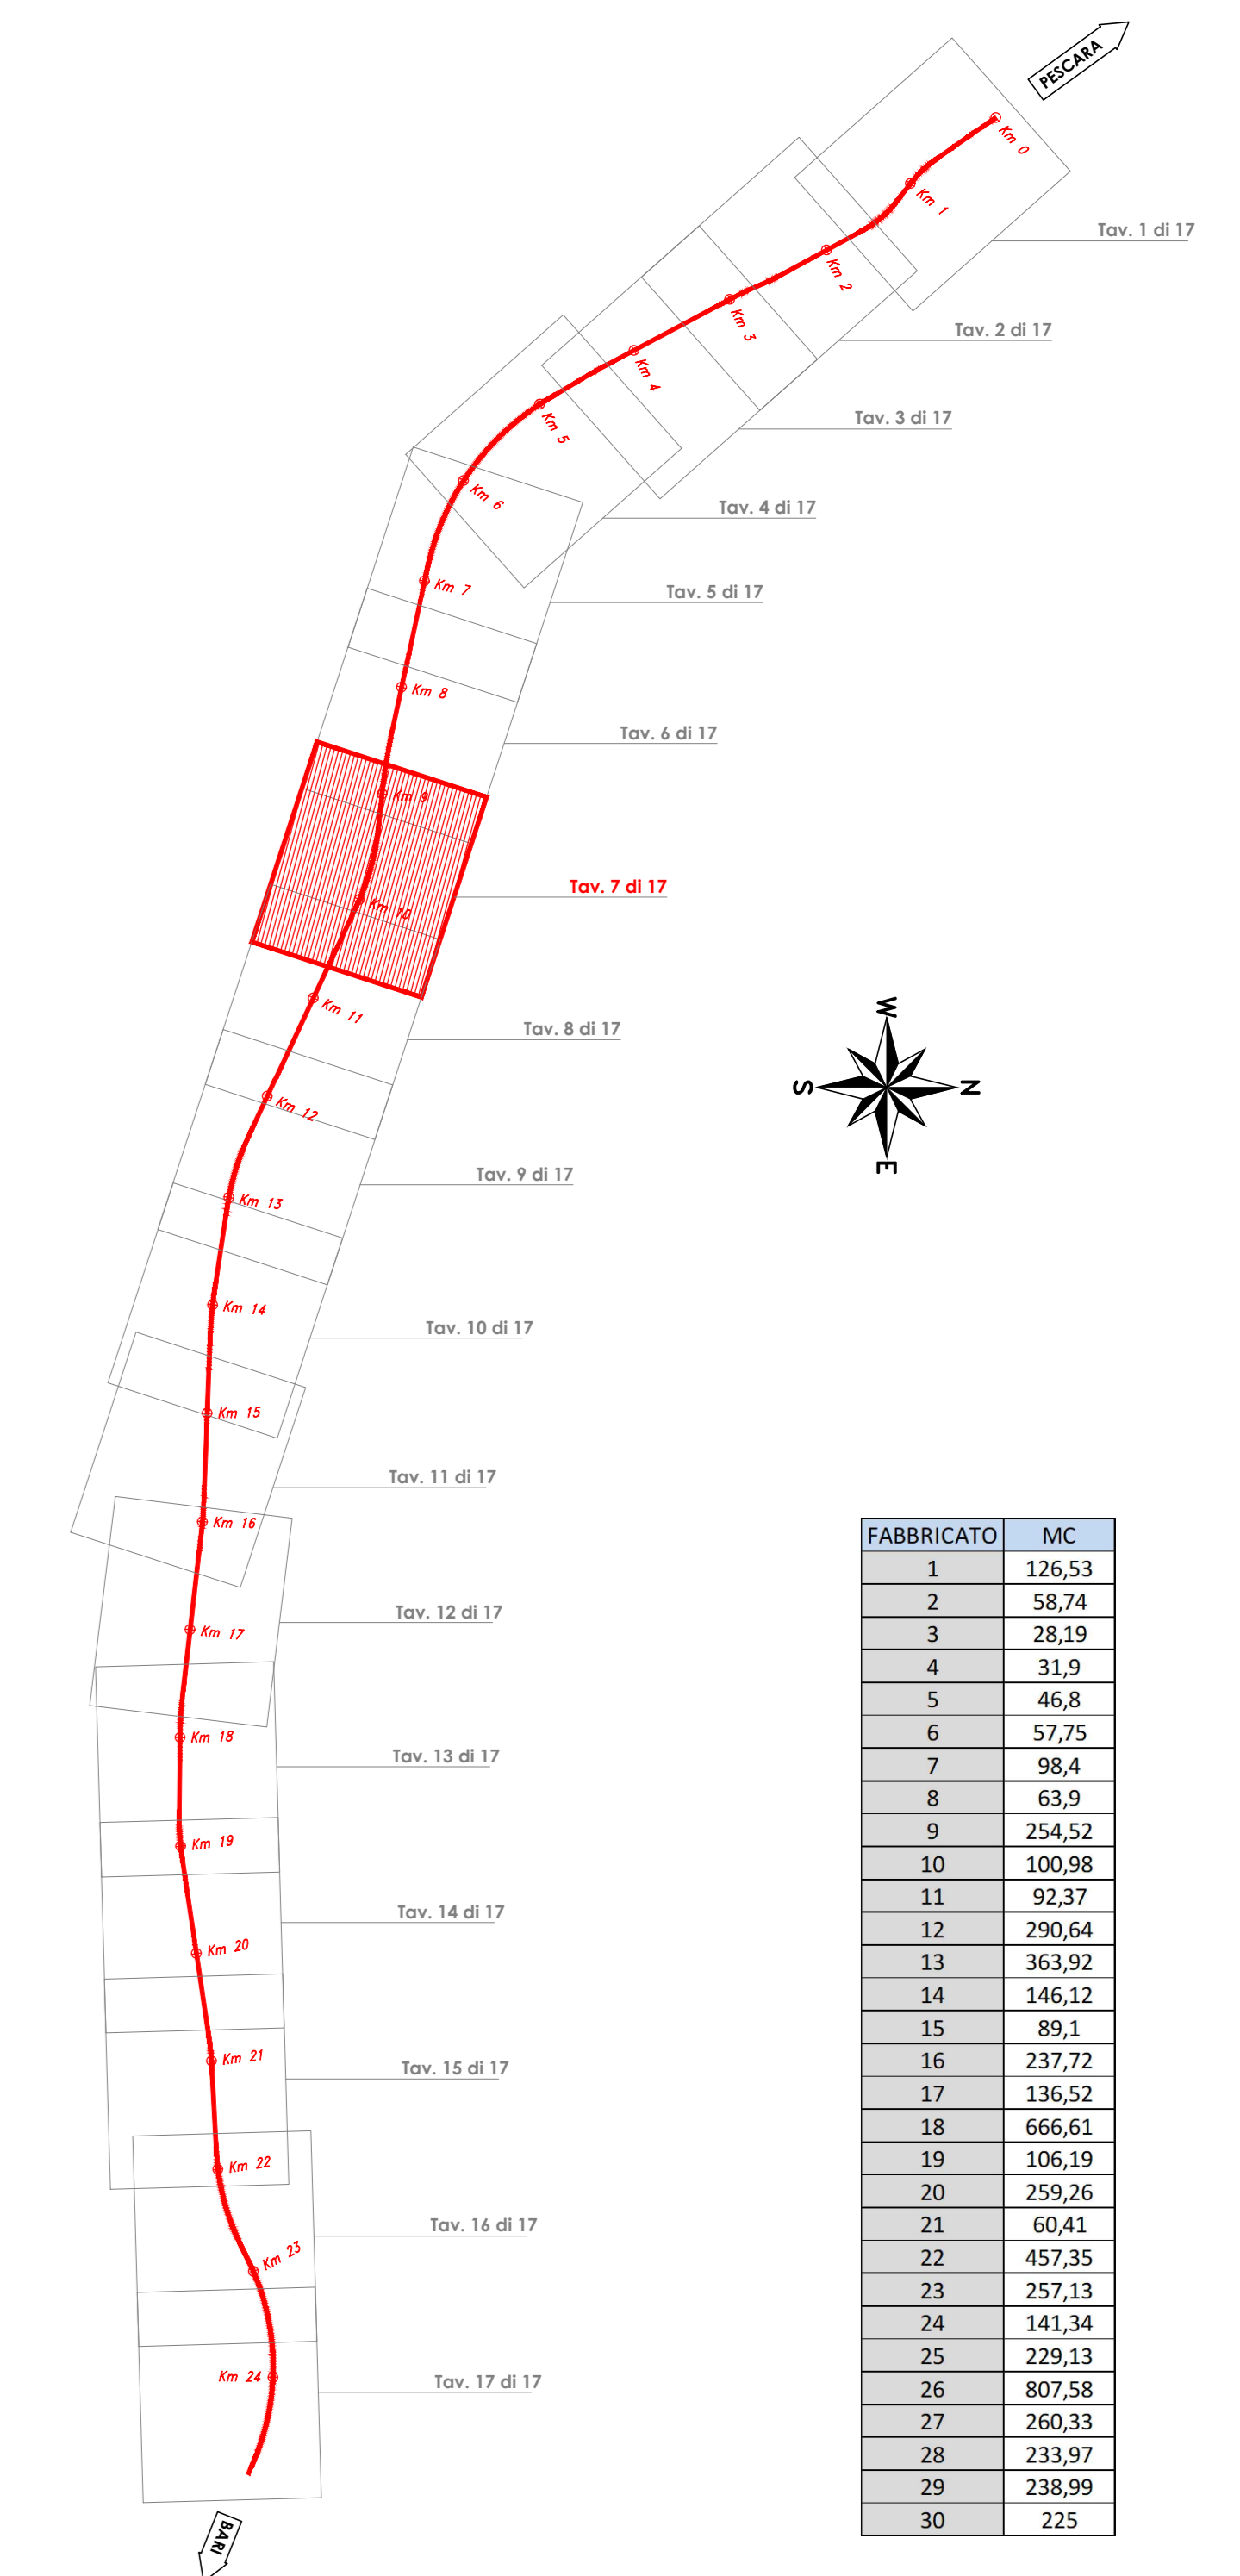 PESCARA
Km 0
Km 1
Tav. 1 di 17
Km 2
Km 3
Tav. 2 di 17
Km 4
Km 5
Tav. 3 di 17
Km 6
Tav. 4 di 17
Km 7
Tav. 5 di 17
Km 8
Tav. 6 di 17
Km 9
Tav. 7 di 17
Km 10
Km 11
Tav. 8 di 17
W
S
N
E
Km 12
Tav. 9 di 17
Km 13
Km 14
Tav. 10 di 17
Km 15
Tav. 11 di 17
Km 16
Tav. 12 di 17
Km 17
Km 18
Tav. 13 di 17
Km 19
Tav. 14 di 17
Km 20
Km 21
Tav. 15 di 17
Km 22
Tav. 16 di 17
Km 23
Km 24
Tav. 17 di 17
BARI
FABBRICATO MC
1 126,53
2 58,74
3 28,19
4 31,9
5 46,8
6 57,75
7 98,4
8 63,9
9 254,52
10 100,98
11 92,37
12 290,64
13 363,92
14 146,12
15 89,1
16 237,72
17 136,52
18 666,61
19 106,19
20 259,26
21 60,41
22 457,35
23 257,13
24 141,34
25 229,13
26 807,58
27 260,33
28 233,97
29 238,99
30 225